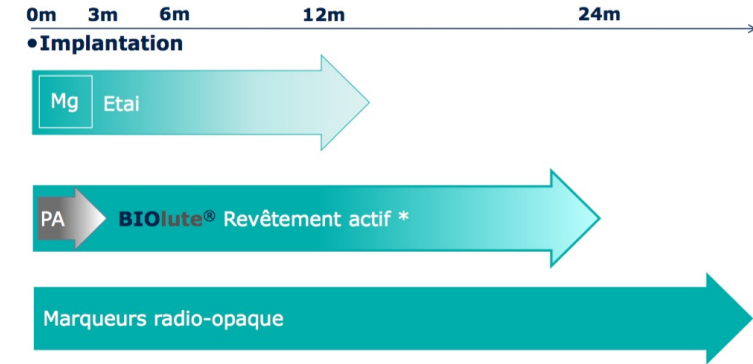 0m 3m 6m 12m 24m
•Implantation
Mg Etai
PA BIOlute® Revêtement actif *
Marqueurs radio-opaque